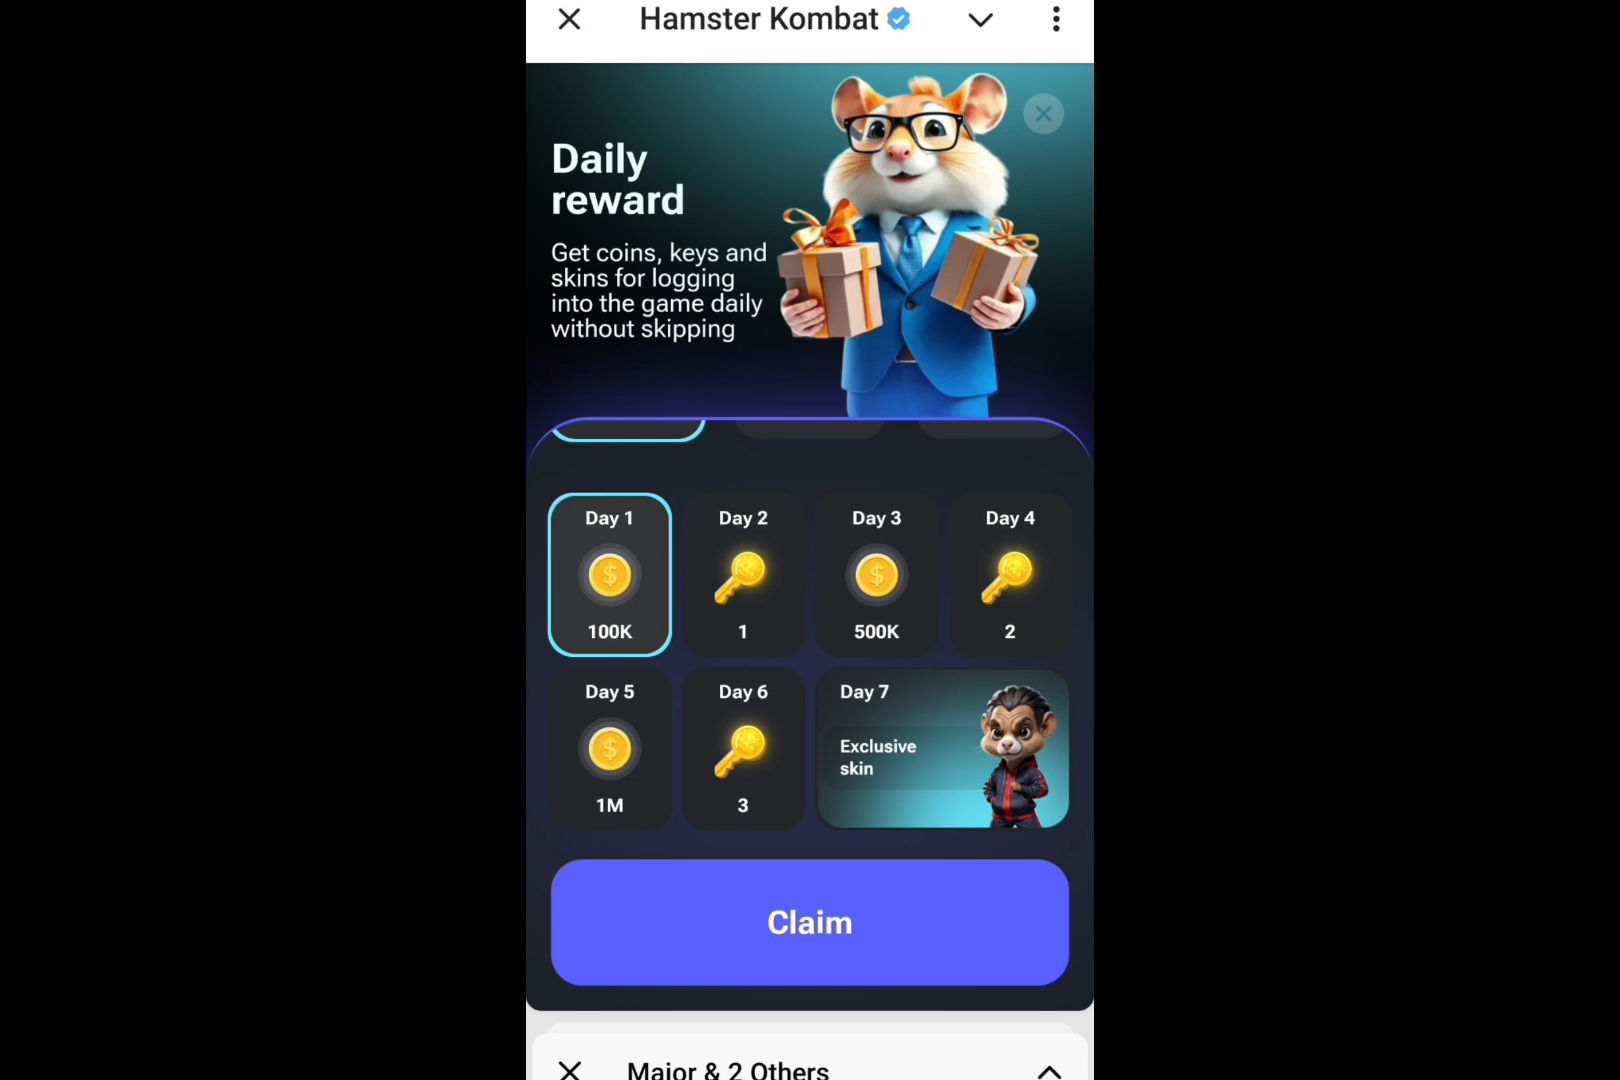 Hamster Kombat
Daily
reward
Get coins, keys and
skins for logging
into the game daily
without skipping
Day 1
Day 2
Day 3
Day 4
100K
1
500K
2
Day 5
Day 6
Day 7
Exclusive
skin
1M
3
Claim
Major & 2 Others